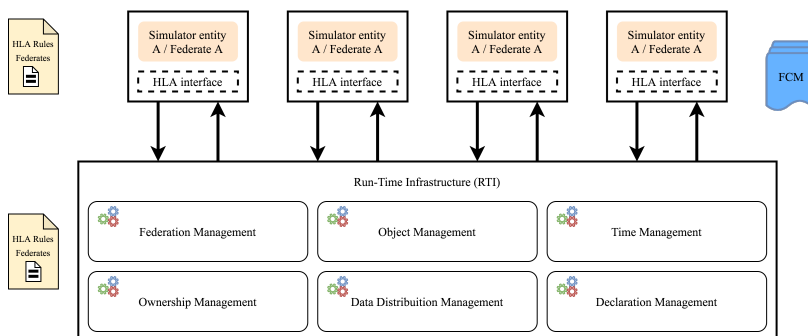 HLA Rules
Federates
Simulator entity
A / Federate A
HLA interface
Simulator entity
A / Federate A
HLA interface
Simulator entity
A / Federate A
HLA interface
Simulator entity
A / Federate A
HLA interface
FCM
Run-Time Infrastructure (RTI)
HLA Rules
Federates
Federation Management
Object Management
Time Management
Ownership Management
Data Distribuition Management
Declaration Management